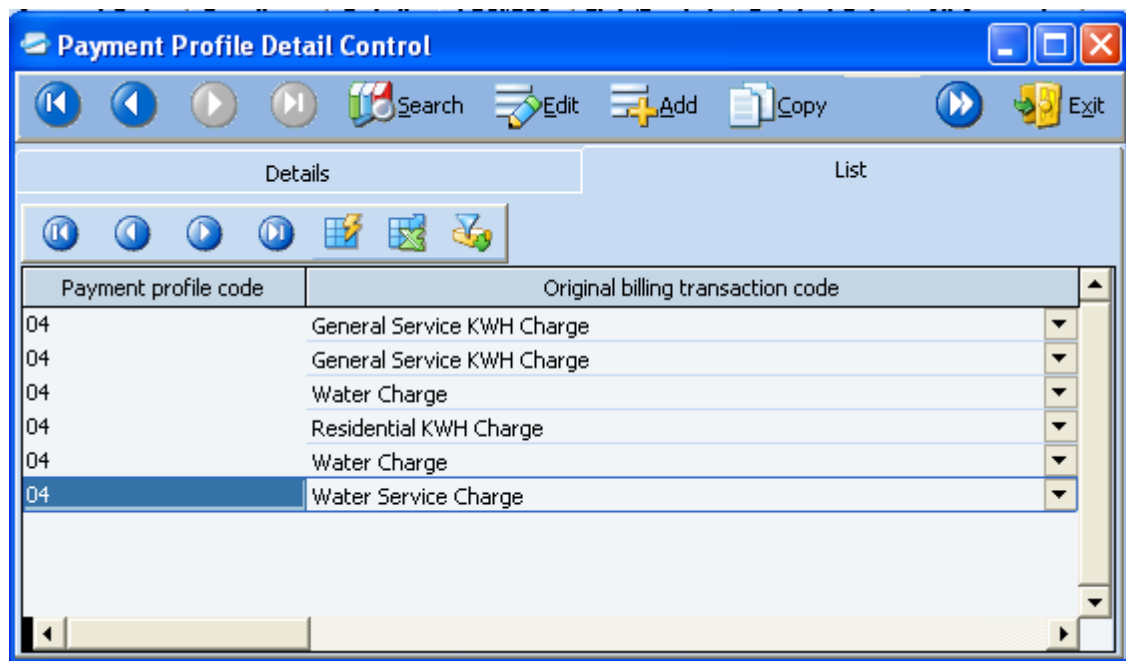 Payment Profile Detail Control
Search Edit Add Copy Exit
Details List
Payment profile code Original billing transaction code
04 General Service KWH Charge
04 General Service KWH Charge
04 Water Charge
04 Residential KWH Charge
04 Water Charge
04 Water Service Charge